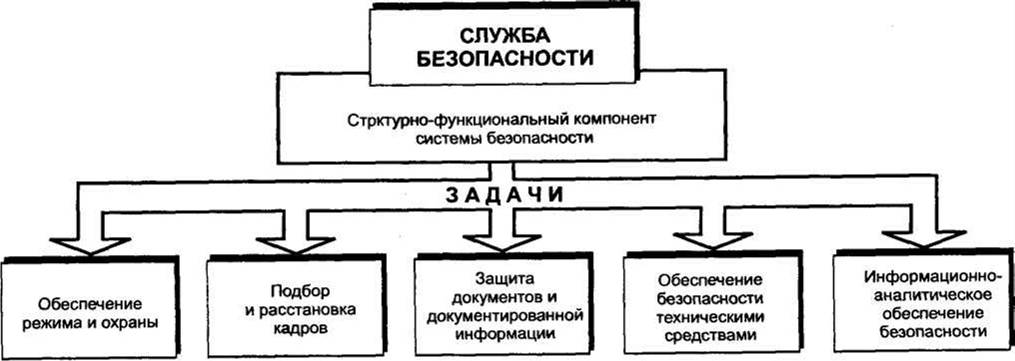 СЛУЖБА
БЕЗОПАСНОСТИ
Стрктурно-функциональный компонент
системы безопасности
ЗАДАЧИ
Обеспечение
режима и охраны
Подбор
и расстановка
кадров
Защита
документов и
документированной
информации
Обеспечение
безопасности
техническими
средствами
Информационно-
аналитическое
обеспечение
безопасности